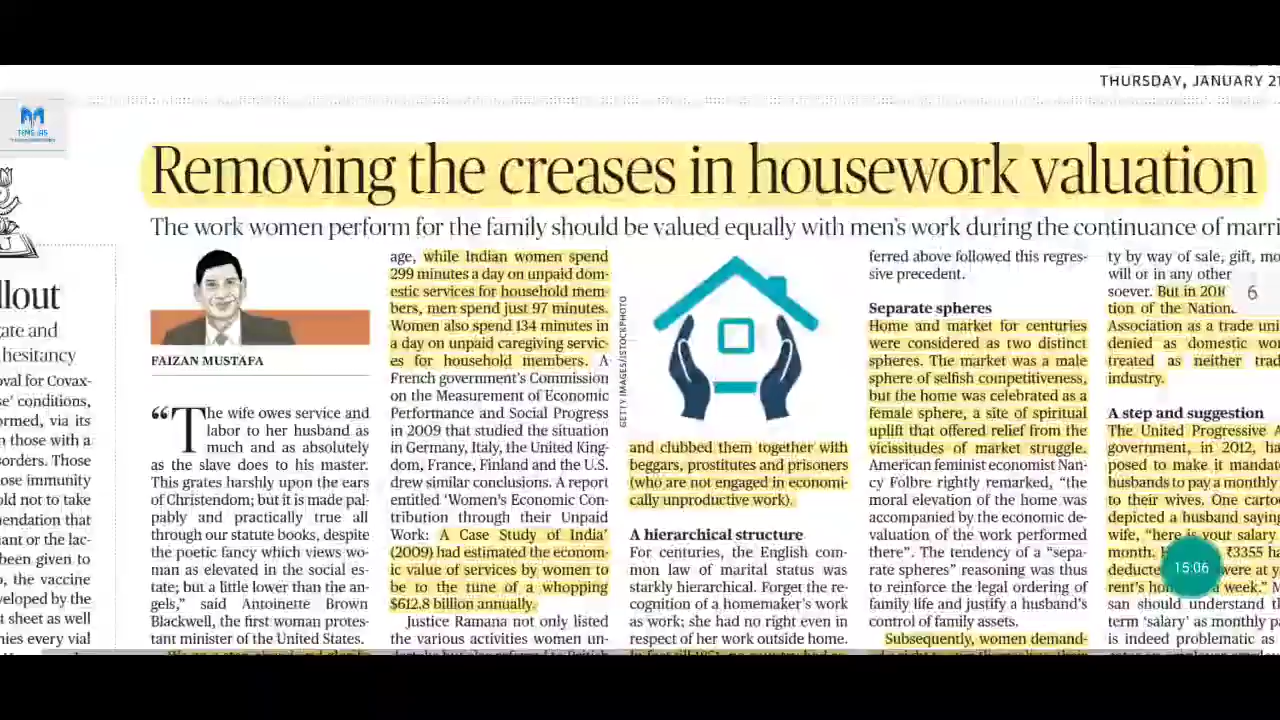 THURSDAY, JANUARY 21
TIMS IAS
Removing the creases in housework valuation
The work women perform for the family should be valued equally with men's work during the continuance of marri
llout
gate and
hesitancy
oval for Covax-
se' conditions,
ormed, via its
n those with a
sorders. Those
ose immunity
old not to take
mendation that
nant or the lac-
been given to
o, the vaccine
veloped by the
t sheet as well
nies every vial
FAIZAN MUSTAFA
“The wife owes service and
labor to her husband as
much and as absolutely
as the slave does to his master.
This grates harshly upon the ears
of Christendom; but it is made pal-
pably and practically true all
through our statute books, despite
the poetic fancy which views wo-
man as elevated in the social es-
tate; but a little lower than the an-
gels,” said Antoinette Brown
Blackwell, the first woman protes-
tant minister of the United States.
age, while Indian women spend
299 minutes a day on unpaid dom-
estic services for household mem-
bers, men spend just 97 minutes.
Women also spend 134 minutes in
a day on unpaid caregiving servic-
es for household members. A
French government's Commission
on the Measurement of Economic
Performance and Social Progress
in 2009 that studied the situation
in Germany, Italy, the United King-
dom, France, Finland and the U.S.
drew similar conclusions. A report
entitled ‘Women's Economic Con-
tribution through their Unpaid
Work: A Case Study of India’
(2009) had estimated the econom-
ic value of services by women to
be to the tune of a whopping
$612.8 billion annually.
Justice Ramana not only listed
the various activities women un-
GETTY IMAGES/ISTOCKPHOTO
and clubbed them together with
beggars, prostitutes and prisoners
(who are not engaged in economi-
cally unproductive work).
A hierarchical structure
For centuries, the English com-
mon law of marital status was
starkly hierarchical. Forget the re-
cognition of a homemaker's work
as work; she had no right even in
respect of her work outside home.
ferred above followed this regres-
sive precedent.
Separate spheres
Home and market for centuries
were considered as two distinct
spheres. The market was a male
sphere of selfish competitiveness,
but the home was celebrated as a
female sphere, a site of spiritual
uplift that offered relief from the
vicissitudes of market struggle.
American feminist economist Nan-
cy Folbre rightly remarked, “the
moral elevation of the home was
accompanied by the economic de-
valuation of the work performed
there”. The tendency of a “sepa-
rate spheres” reasoning was thus
to reinforce the legal ordering of
family life and justify a husband's
control of family assets.
Subsequently, women demand-
ty by way of sale, gift, mo
will or in any other
soever. But in 201
tion of the Nation
Association as a trade uni
denied as domestic wor
treated as neither trad
industry.
6
A step and suggestion
The United Progressive A
government, in 2012, ha
posed to make it mandat
husbands to pay a monthly
to their wives. One cartoo
depicted a husband saying
wife, “here is your salary
month. ₹3355 ha
deducte were at y
rent's ho a week.” M
san should understand th
term ‘salary’ as monthly pa
is indeed problematic as
15:06